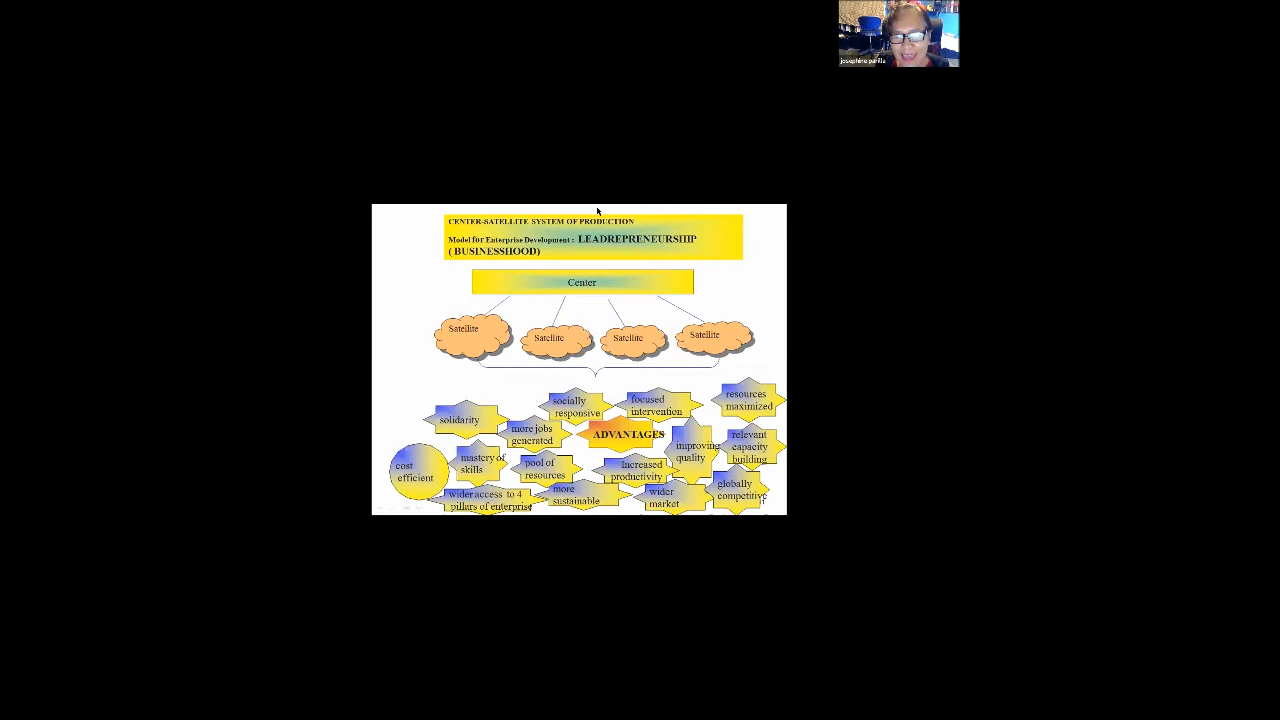 josephine parilla
CENTER-SATELLITE SYSTEM OF PRODUCTION
Model for Enterprise Development : LEADREPRENEURSHIP
( BUSINESSHOOD)
Center
Satellite
Satellite
Satellite
Satellite
resources
maximized
socially
responsive
focused
intervention
solidarity
more jobs
generated
ADVANTAGES
improving
quality
relevant
capacity
building
cost
efficient
mastery of
skills
pool of
resources
Increased
productivity
globally
competitive
wider access to 4
pillars of enterprise
more
sustainable
wider
market